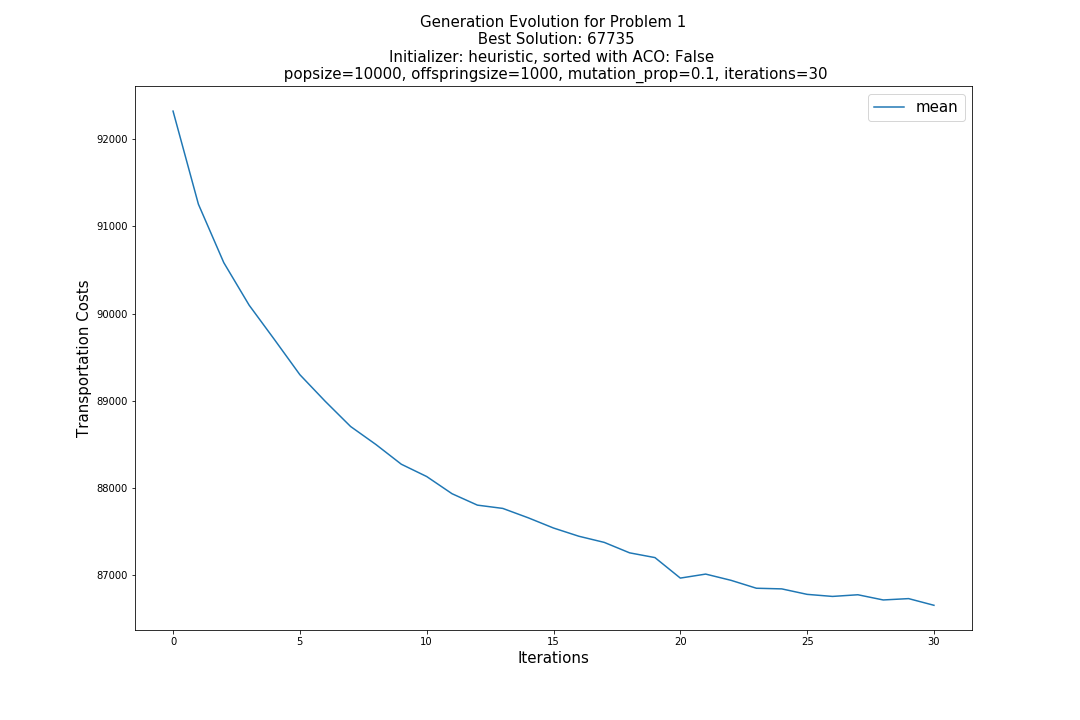 Generation Evolution for Problem 1
Best Solution: 67735
Initializer: heuristic, sorted with ACO: False
popsize=10000, offspringsize=1000, mutation_prop=0.1, iterations=30
mean
92000
91000
90000
89000
88000
87000
Transportation Costs
0 5 10 15 20 25 30
Iterations